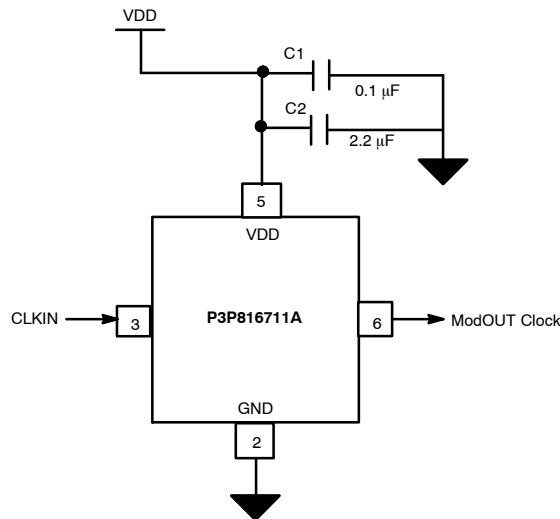 VDD
C1
0.1 μF
C2
2.2 μF
5
VDD
CLKIN
3
P3P816711A
6
ModOUT Clock
GND
2